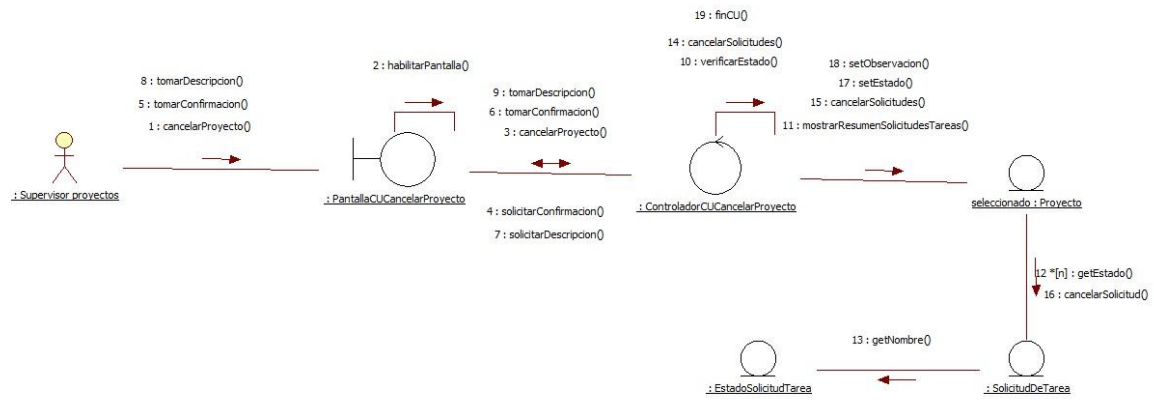 19 : finCU()
14 : cancelarSolicitudes()
10 : verificarEstado()
2 : habilitarPantalla()
18 : setObservacion()
17 : setEstado()
15 : cancelarSolicitudes()
11 : mostrarResumenSolicitudesTareas()
8 : tomarDescripcion()
5 : tomarConfirmacion()
1 : cancelarProyecto()
9 : tomarDescripcion()
6 : tomarConfirmacion()
3 : cancelarProyecto()
: Supervisor proyectos
: PantallaCUCancelarProyecto
: ControladorCUCancelarProyecto
seleccionado : Proyecto
4 : solicitarConfirmacion()
7 : solicitarDescripcion()
12 *[n] : getEstado()
16 : cancelarSolicitud()
13 : getNombre()
: EstadoSolicitudTarea
: SolicitudDeTarea